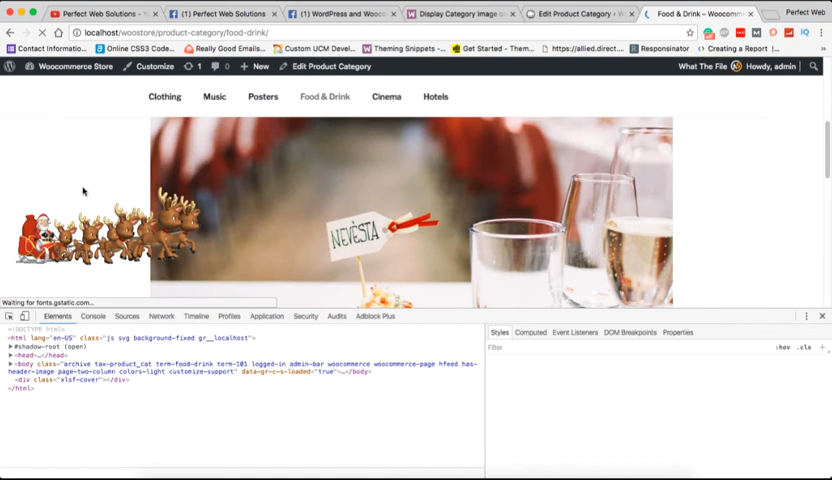 Perfect Web Solutions - Y
(1) Perfect Web Solutions
(1) WordPress and Wooc
Display Category Image o
Edit Product Category ‹ W
Food & Drink – Woocomm
Perfect Web
localhost/woostore/product-category/food-drink/
Contact Informatio...
Online CSS3 Code...
Really Good Emails...
Custom UCM Devel...
Theming Snippets -...
Get Started - Them...
https://allied.direct....
Responsinator
Creating a Report (...
Woocommerce Store
Customize
1
0
New
Edit Product Category
What The File
Howdy, admin
Clothing
Music
Posters
Food & Drink
Cinema
Hotels
NEVĚSTA
Waiting for fonts.gstatic.com...
Elements
Console
Sources
Network
Timeline
Profiles
Application
Security
Audits
Adblock Plus
<!DOCTYPE html>
<html lang="en-US" class="js svg background-fixed gr__localhost">
#shadow-root (open)
<head>…</head>
<body class="archive tax-product_cat term-food-drink term-101 logged-in admin-bar woocommerce woocommerce-page hfeed has-
header-image page-two-column colors-light customize-support" data-gr-c-s-loaded="true">…</body>
<div class="xlsf-cover"></div>
</html>
Styles
Computed
Event Listeners
DOM Breakpoints
Properties
Filter
:hov
.cls
+